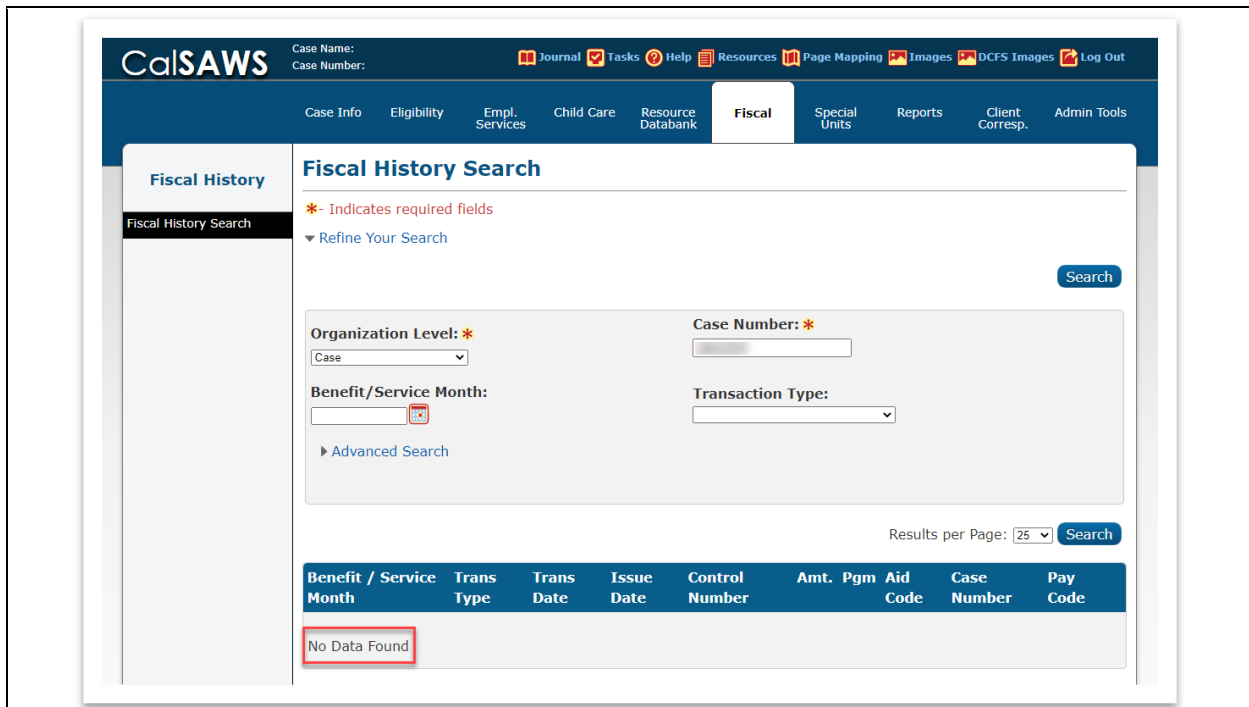 CalSAWS
Case Name:
Case Number:
Journal Tasks Help Resources Page Mapping Images DCFS Images Log Out
Case Info Eligibility Empl. Services Child Care Resource Databank Fiscal Special Units Reports Client Corresp. Admin Tools
Fiscal History
Fiscal History Search
Fiscal History Search
*- Indicates required fields
Refine Your Search
Search
Organization Level: *
Case
Case Number: *
Benefit/Service Month:
Transaction Type:
Advanced Search
Results per Page: 25 Search
Benefit / Service Month Trans Type Trans Date Issue Date Control Number Amt. Pgm Aid Code Case Number Pay Code
No Data Found